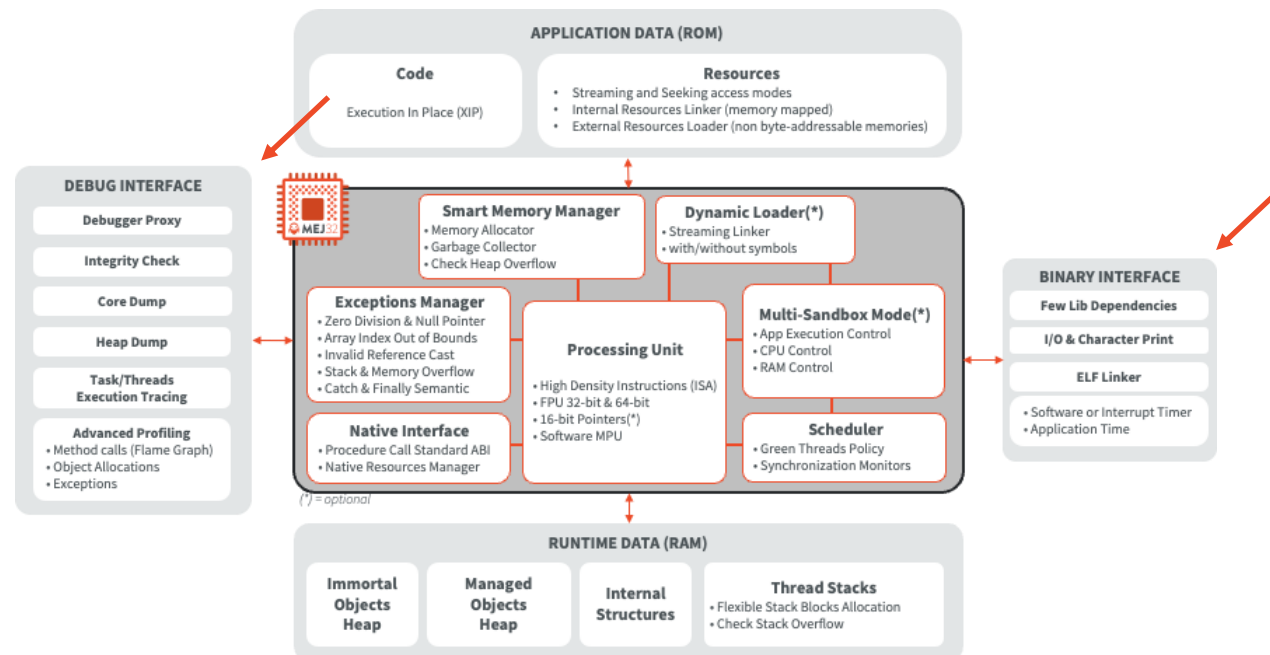 APPLICATION DATA (ROM)
Code
Execution In Place (XIP)
Resources
• Streaming and Seeking access modes
• Internal Resources Linker (memory mapped)
• External Resources Loader (non byte-addressable memories)
DEBUG INTERFACE
Debugger Proxy
Integrity Check
Core Dump
Heap Dump
Task/Threads
Execution Tracing
Advanced Profiling
• Method calls (Flame Graph)
• Object Allocations
• Exceptions
MEJ32
Smart Memory Manager
• Memory Allocator
• Garbage Collector
• Check Heap Overflow
Dynamic Loader(*)
• Streaming Linker
• with/without symbols
Exceptions Manager
• Zero Division & Null Pointer
• Array Index Out of Bounds
• Invalid Reference Cast
• Stack & Memory Overflow
• Catch & Finally Semantic
Processing Unit
• High Density Instructions (ISA)
• FPU 32-bit & 64-bit
• 16-bit Pointers(*)
• Software MPU
Multi-Sandbox Mode(*)
• App Execution Control
• CPU Control
• RAM Control
Native Interface
• Procedure Call Standard ABI
• Native Resources Manager
Scheduler
• Green Threads Policy
• Synchronization Monitors
(*) = optional
BINARY INTERFACE
Few Lib Dependencies
I/O & Character Print
ELF Linker
• Software or Interrupt Timer
• Application Time
RUNTIME DATA (RAM)
Immortal
Objects
Heap
Managed
Objects
Heap
Internal
Structures
Thread Stacks
• Flexible Stack Blocks Allocation
• Check Stack Overflow